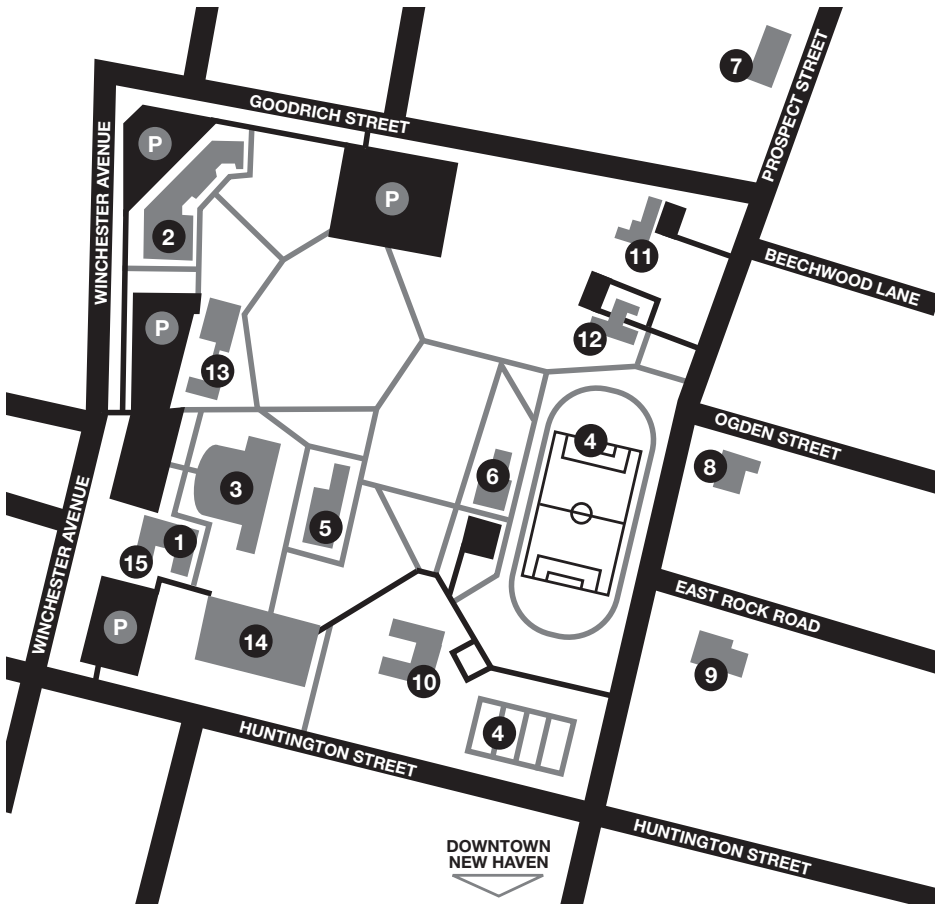 7
PROSPECT STREET
GOODRICH STREET
WINCHESTER AVENUE
P
P
2
11
BEECHWOOD LANE
P
12
13
OGDEN STREET
4
8
6
3
5
WINCHESTER AVENUE
1
15
EAST ROCK ROAD
P
14
9
10
4
HUNTINGTON STREET
HUNTINGTON STREET
DOWNTOWN
NEW HAVEN